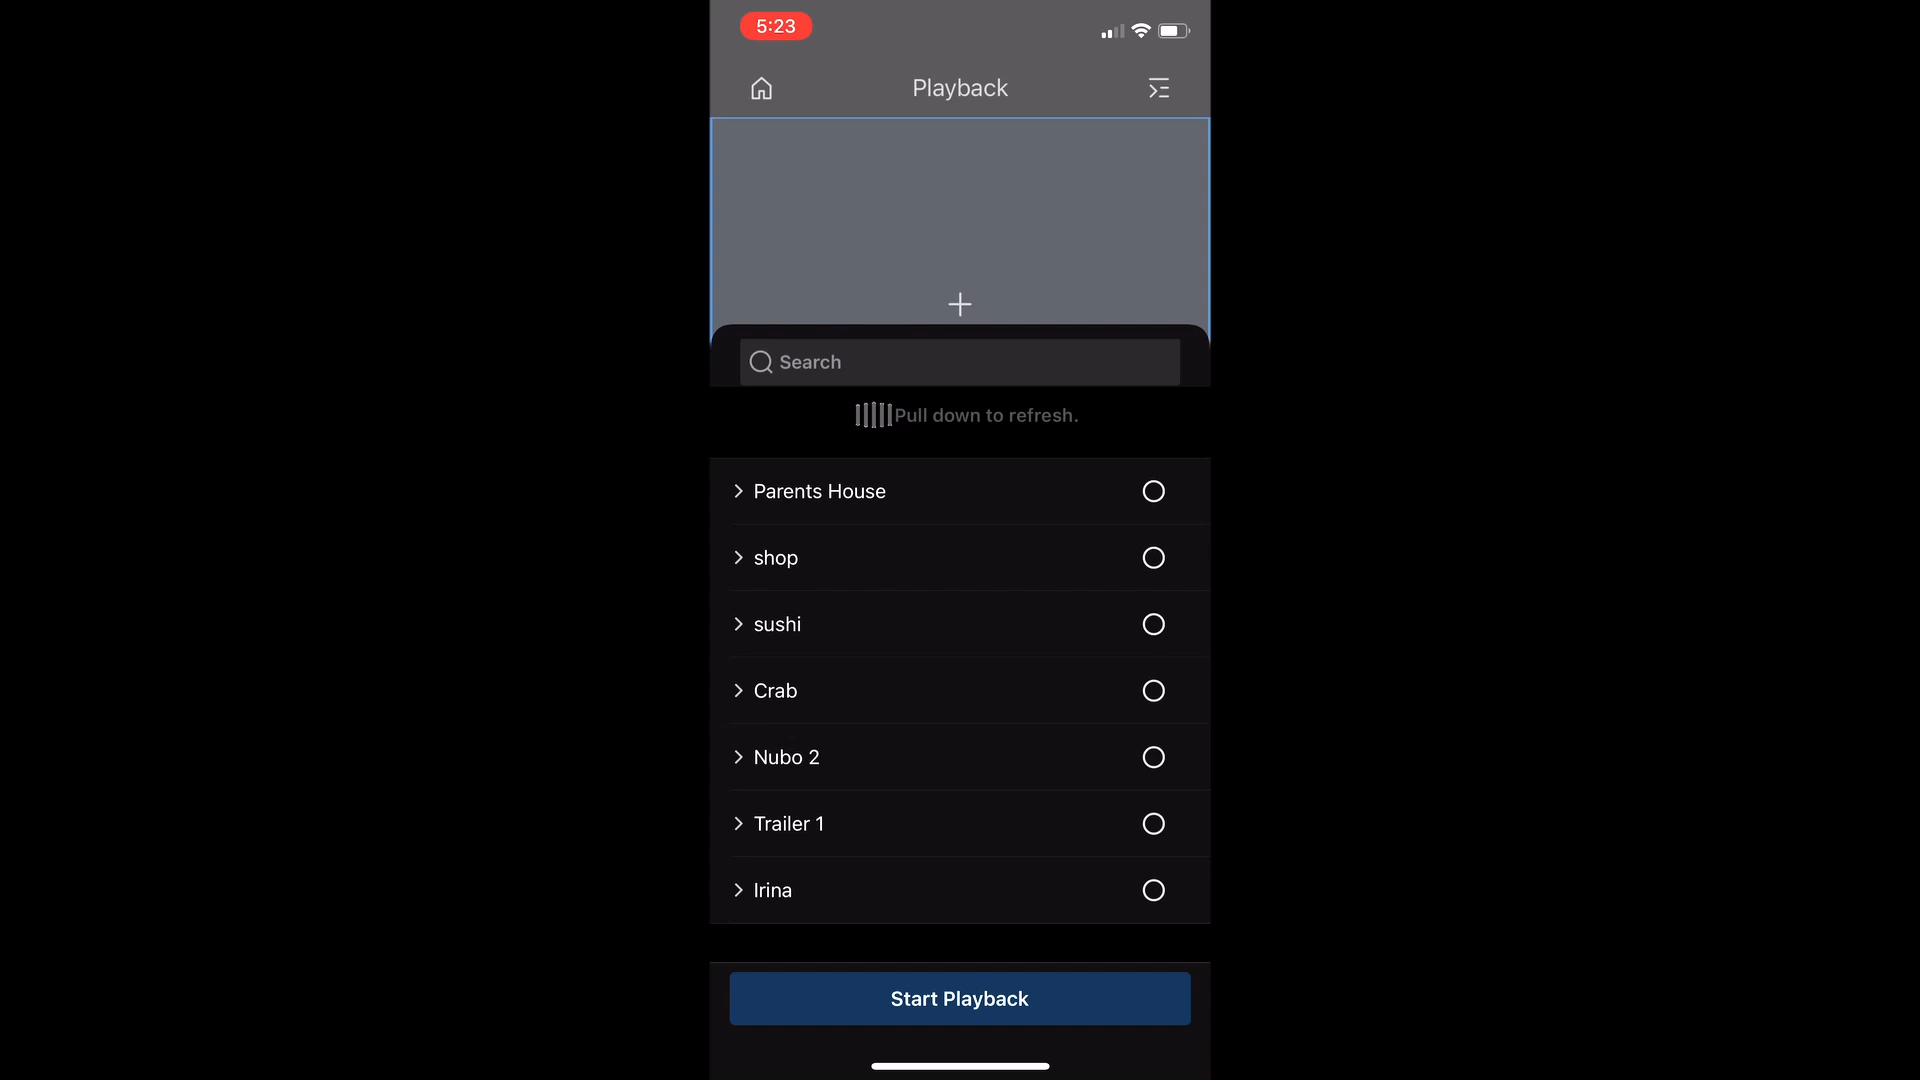 5:23
Playback
Search
Pull down to refresh.
Parents House
shop
sushi
Crab
Nubo 2
Trailer 1
Irina
Start Playback